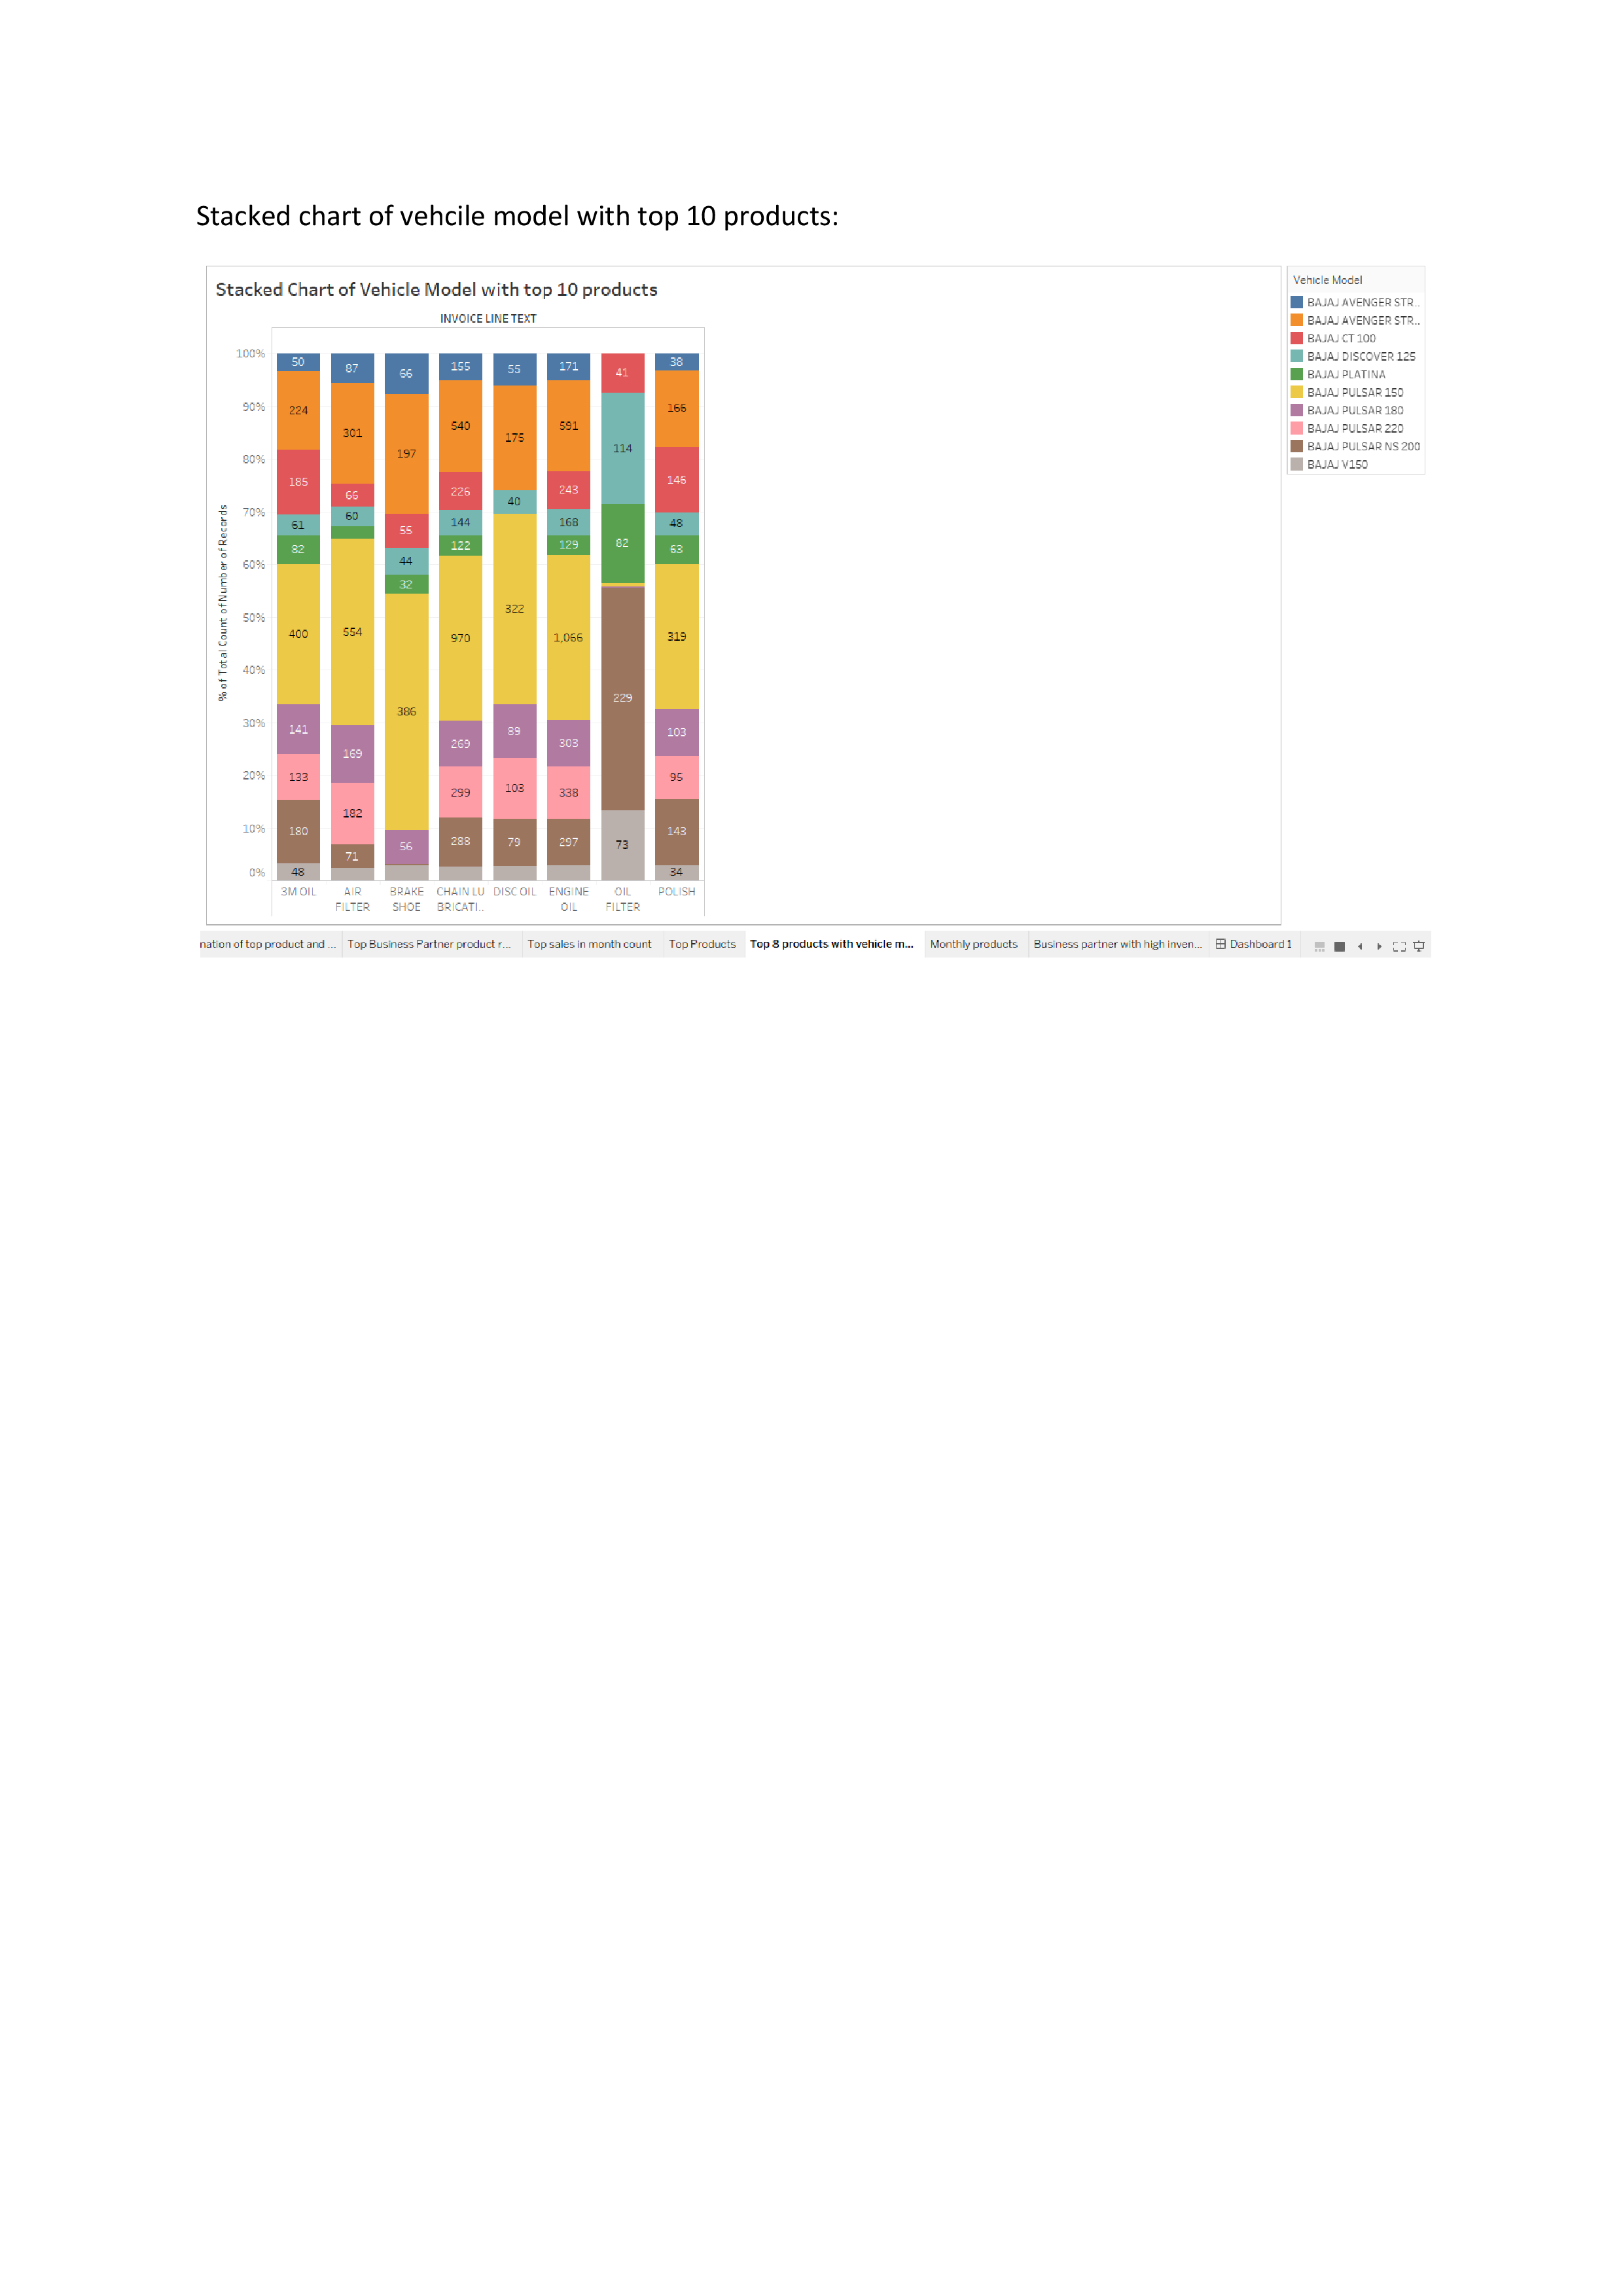 Stacked chart of vehcile model with top 10 products:
Stacked Chart of Vehicle Model with top 10 products
INVOICE LINE TEXT
% of Total Count of Number of Records
100%
90%
80%
70%
60%
50%
40%
30%
20%
10%
0%
50
224
185
61
82
400
141
133
180
48
87
301
66
60
554
169
182
71
66
197
55
44
32
386
56
155
540
226
144
122
970
269
299
288
55
175
40
322
89
103
79
171
591
243
168
129
1,066
303
338
297
41
114
82
229
73
38
166
146
48
63
319
103
95
143
34
3M OIL
AIR
FILTER
BRAKE
SHOE
CHAIN LU
BRICATI..
DISC OIL
ENGINE
OIL
OIL
FILTER
POLISH
Vehicle Model
BAJAJ AVENGER STR..
BAJAJ AVENGER STR..
BAJAJ CT 100
BAJAJ DISCOVER 125
BAJAJ PLATINA
BAJAJ PULSAR 150
BAJAJ PULSAR 180
BAJAJ PULSAR 220
BAJAJ PULSAR NS 200
BAJAJ V150
nation of top product and ... Top Business Partner product r... Top sales in month count Top Products Top 8 products with vehicle m... Monthly products Business partner with high inven... Dashboard 1